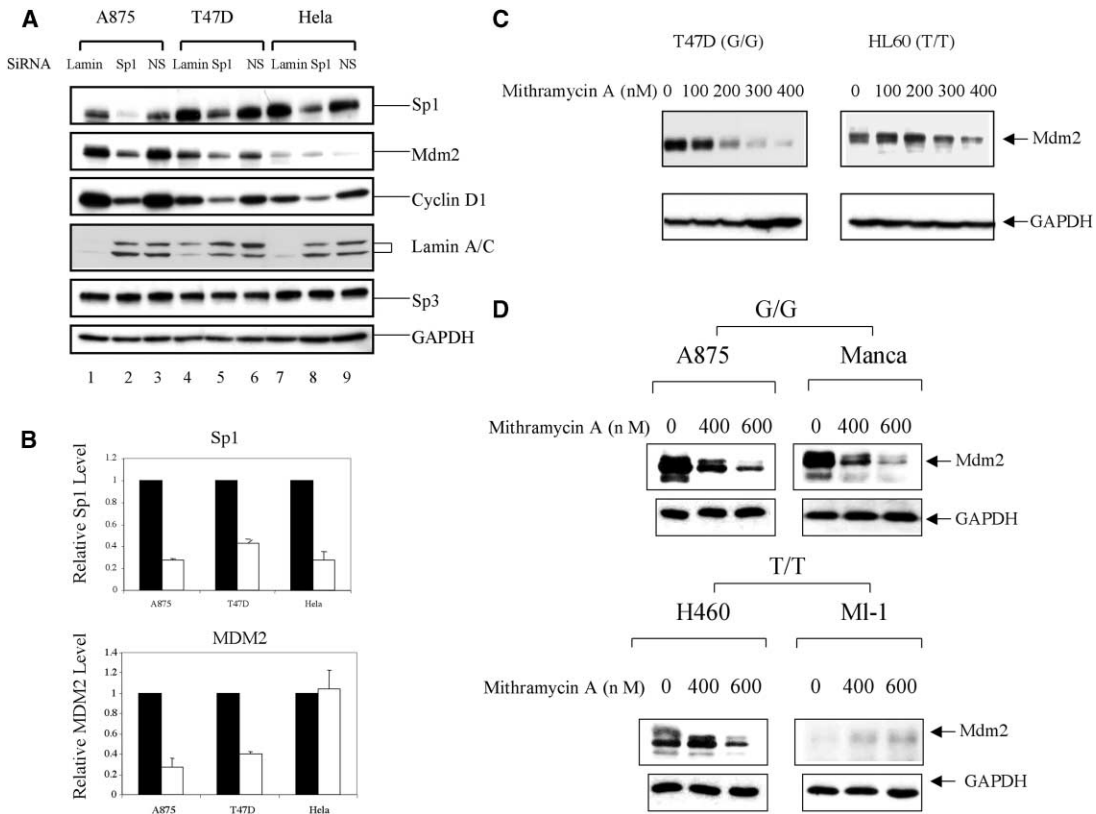 A
A875 T47D Hela
SiRNA Lamin Sp1 NS Lamin Sp1 NS Lamin Sp1 NS
Sp1
Mdm2
Cyclin D1
Lamin A/C
Sp3
GAPDH
1 2 3 4 5 6 7 8 9
B
Sp1
Relative Sp1 Level
1.2
1
0.8
0.6
0.4
0.2
0
A875 T47D Hela
MDM2
Relative MDM2 Level
1.4
1.2
1
0.8
0.6
0.4
0.2
0
A875 T47D Hela
C
T47D (G/G) HL60 (T/T)
Mithramycin A (nM) 0 100 200 300 400 0 100 200 300 400
Mdm2
GAPDH
D
G/G
A875 Manca
Mithramycin A (n M) 0 400 600 0 400 600
Mdm2
GAPDH
T/T
H460 Ml-1
Mithramycin A (n M) 0 400 600 0 400 600
Mdm2
GAPDH